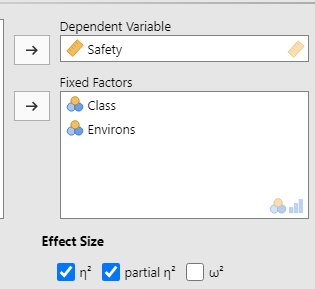 Dependent Variable
Safety
Fixed Factors
Class
Environs
Effect Size
η² partial η² ω²